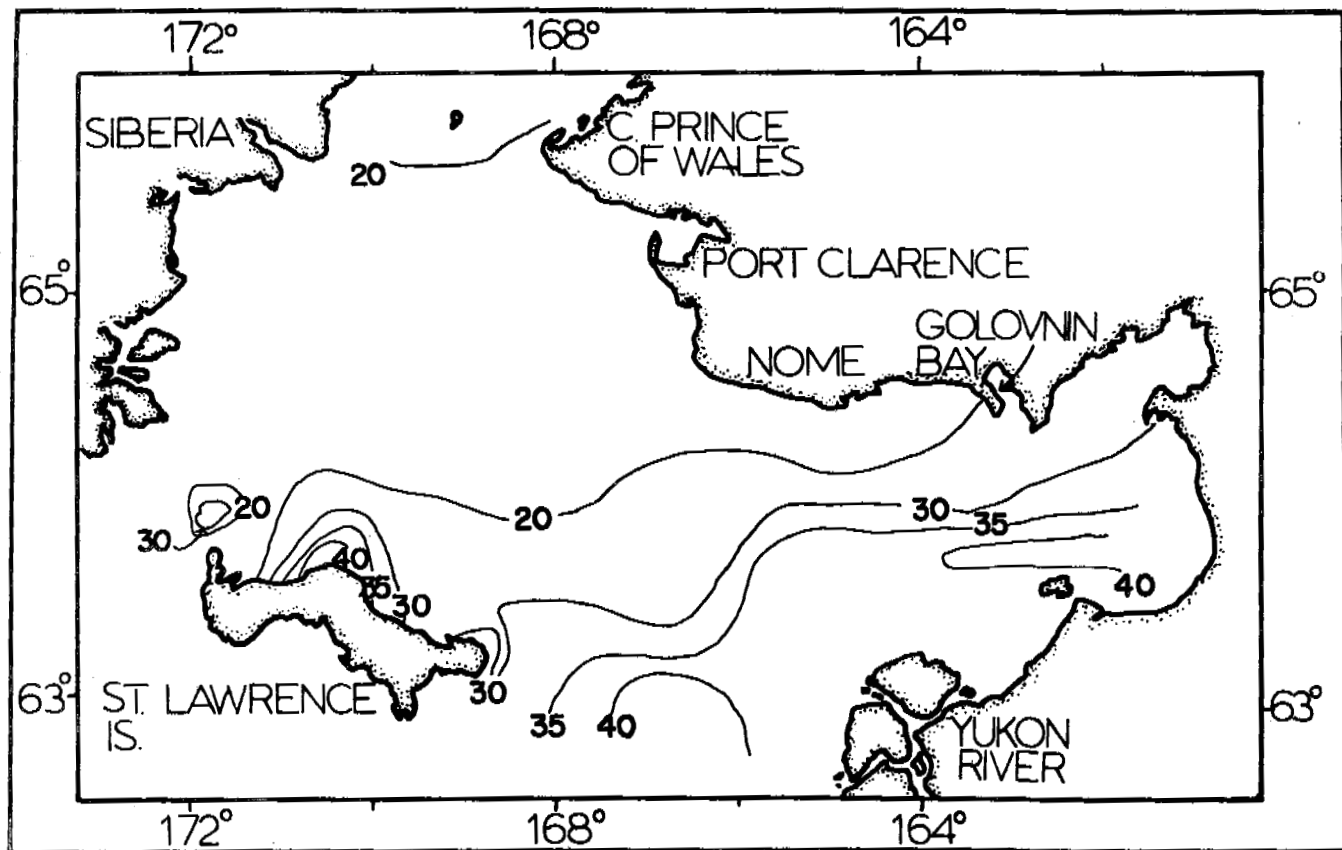 172° 168° 164°
SIBERIA
C. PRINCE
OF WALES
20
PORT CLARENCE
65° 65°
GOLOVNIN
BAY
NOME
20
20
30
30
35
40
35
30
40
30
35
40
ST. LAWRENCE
IS.
63° 63°
YUKON
RIVER
172° 168° 164°